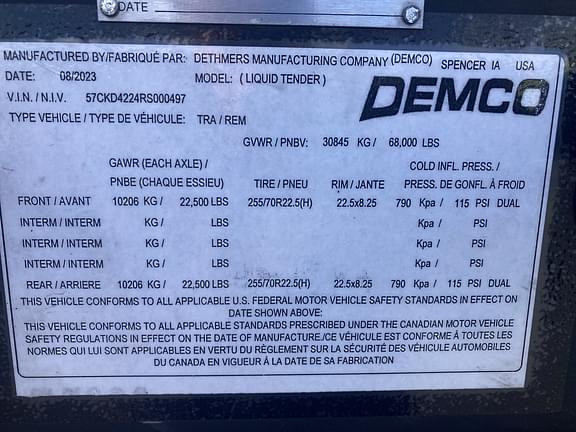 DATE
MANUFACTURED BY/FABRIQUÉ PAR: DETHMERS MANUFACTURING COMPANY (DEMCO) SPENCER IA USA
DATE: 08/2023 MODEL: ( LIQUID TENDER )
DEMCO
V.I.N. / N.I.V. 57CKD4224RS000497
TYPE VEHICLE / TYPE DE VÉHICULE: TRA / REM
GVWR / PNBV: 30845 KG / 68,000 LBS
GAWR (EACH AXLE) / COLD INFL. PRESS. /
PNBE (CHAQUE ESSIEU) TIRE / PNEU RIM / JANTE PRESS. DE GONFL. À FROID
FRONT / AVANT 10206 KG / 22,500 LBS 255/70R22.5(H) 22.5x8.25 790 Kpa / 115 PSI DUAL
INTERM / INTERM KG / LBS Kpa / PSI
INTERM / INTERM KG / LBS Kpa / PSI
INTERM / INTERM KG / LBS Kpa / PSI
REAR / ARRIERE 10206 KG / 22,500 LBS 255/70R22.5(H) 22.5x8.25 790 Kpa / 115 PSI DUAL
THIS VEHICLE CONFORMS TO ALL APPLICABLE U.S. FEDERAL MOTOR VEHICLE SAFETY STANDARDS IN EFFECT ON
DATE SHOWN ABOVE:
THIS VEHICLE CONFORMS TO ALL APPLICABLE STANDARDS PRESCRIBED UNDER THE CANADIAN MOTOR VEHICLE
SAFETY REGULATIONS IN EFFECT ON THE DATE OF MANUFACTURE./CE VÉHICULE EST CONFORME À TOUTES LES
NORMES QUI LUI SONT APPLICABLES EN VERTU DU RÈGLEMENT SUR LA SÉCURITÉ DES VÉHICULE AUTOMOBILES
DU CANADA EN VIGUEUR À LA DATE DE SA FABRICATION